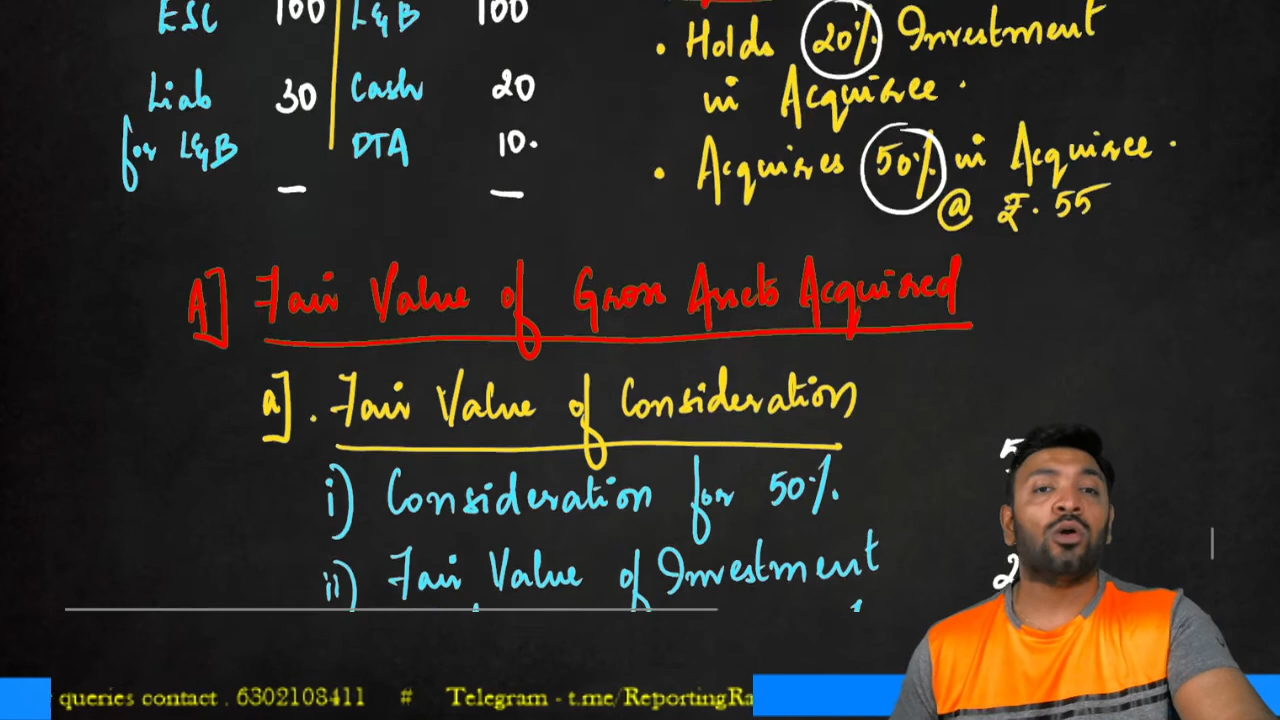 ESC 100 L&B 100
Liab 30 Cash 20
for L&B DTA 10.
• Holds 20% Investment
in Acquiree.
• Acquires 50% in Acquiree.
@ ₹. 55
A] Fair Value of Gross Assets Acquired
a]. Fair Value of Consideration
i) Consideration for 50%.
ii) Fair Value of Investment
queries contact . 6302108411 # Telegram - t.me/ReportingRa